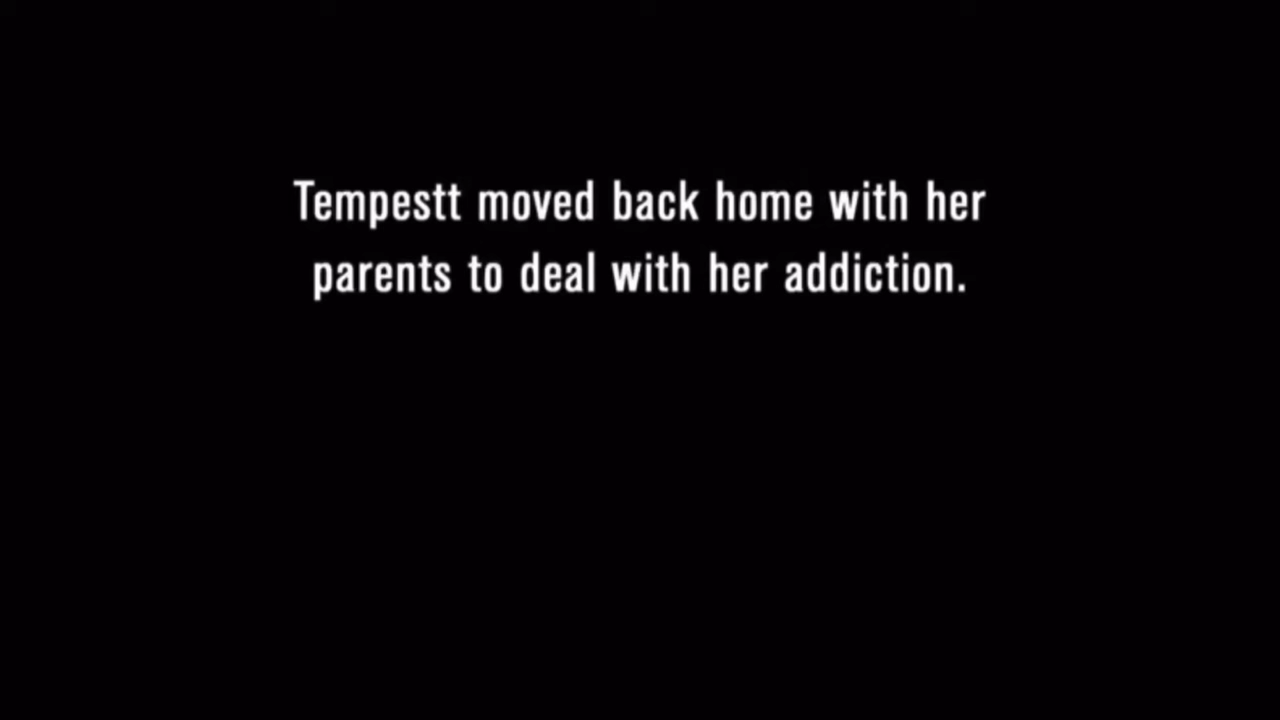 Tempestt moved back home with her
parents to deal with her addiction.